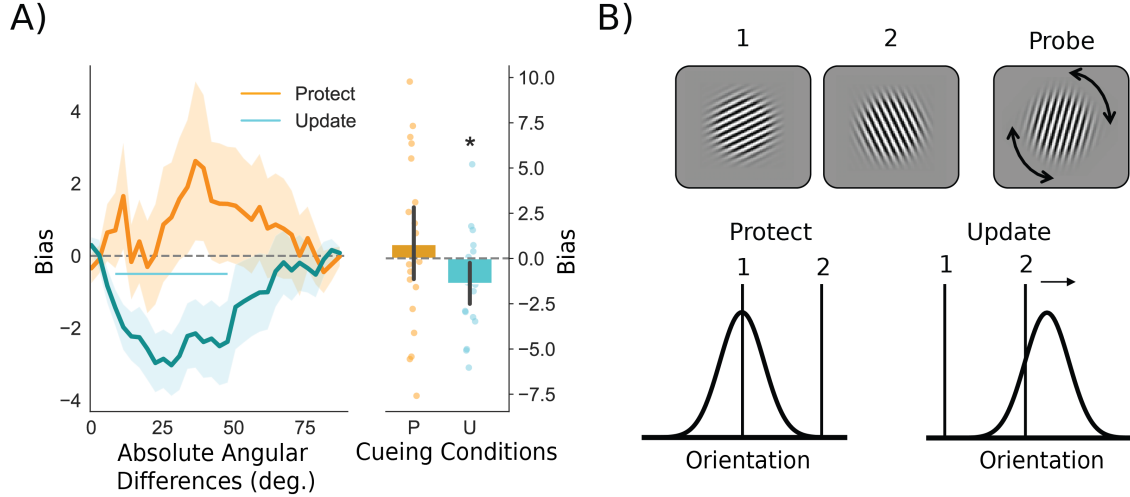 A)
4
2
0
−2
−4
Bias
Protect
Update
0
25
50
75
Absolute Angular
Differences (deg.)
*
10.0
7.5
5.0
2.5
0.0
−2.5
−5.0
−7.5
Bias
P
U
Cueing Conditions
B)
1
2
Probe
Protect
1
2
Orientation
Update
1
2
Orientation